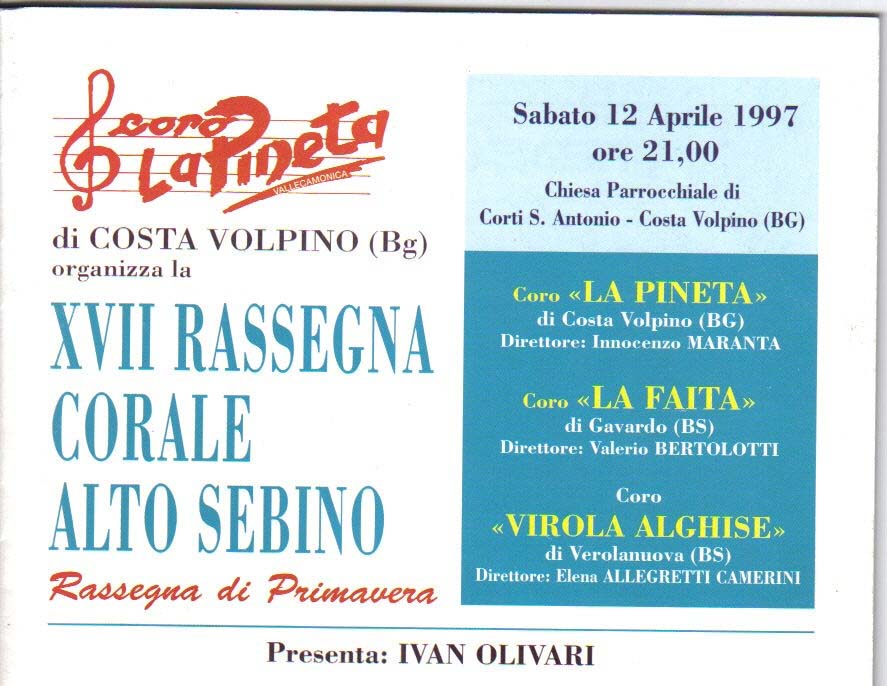 coro
La Pineta
VALLECAMONICA
di COSTA VOLPINO (Bg)
organizza la
XVII RASSEGNA
CORALE
ALTO SEBINO
Rassegna di Primavera
Sabato 12 Aprile 1997
ore 21,00
Chiesa Parrocchiale di
Corti S. Antonio - Costa Volpino (BG)
Coro «LA PINETA»
di Costa Volpino (BG)
Direttore: Innocenzo MARANTA
Coro «LA FAITA»
di Gavardo (BS)
Direttore: Valerio BERTOLOTTI
Coro
«VIROLA ALGHISE»
di Verolanuova (BS)
Direttore: Elena ALLEGRETTI CAMERINI
Presenta: IVAN OLIVARI